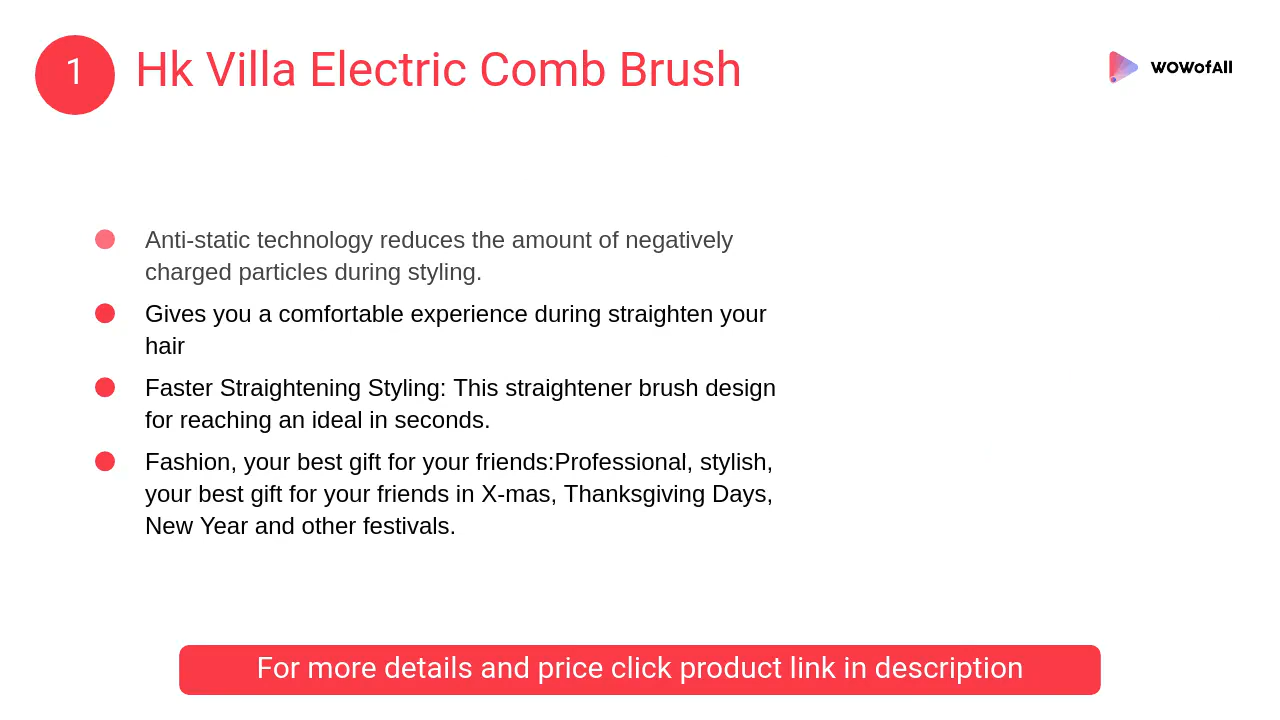 1
Hk Villa Electric Comb Brush
WOWofAll
Anti-static technology reduces the amount of negatively
charged particles during styling.
Gives you a comfortable experience during straighten your
hair
Faster Straightening Styling: This straightener brush design
for reaching an ideal in seconds.
Fashion, your best gift for your friends:Professional, stylish,
your best gift for your friends in X-mas, Thanksgiving Days,
New Year and other festivals.
For more details and price click product link in description